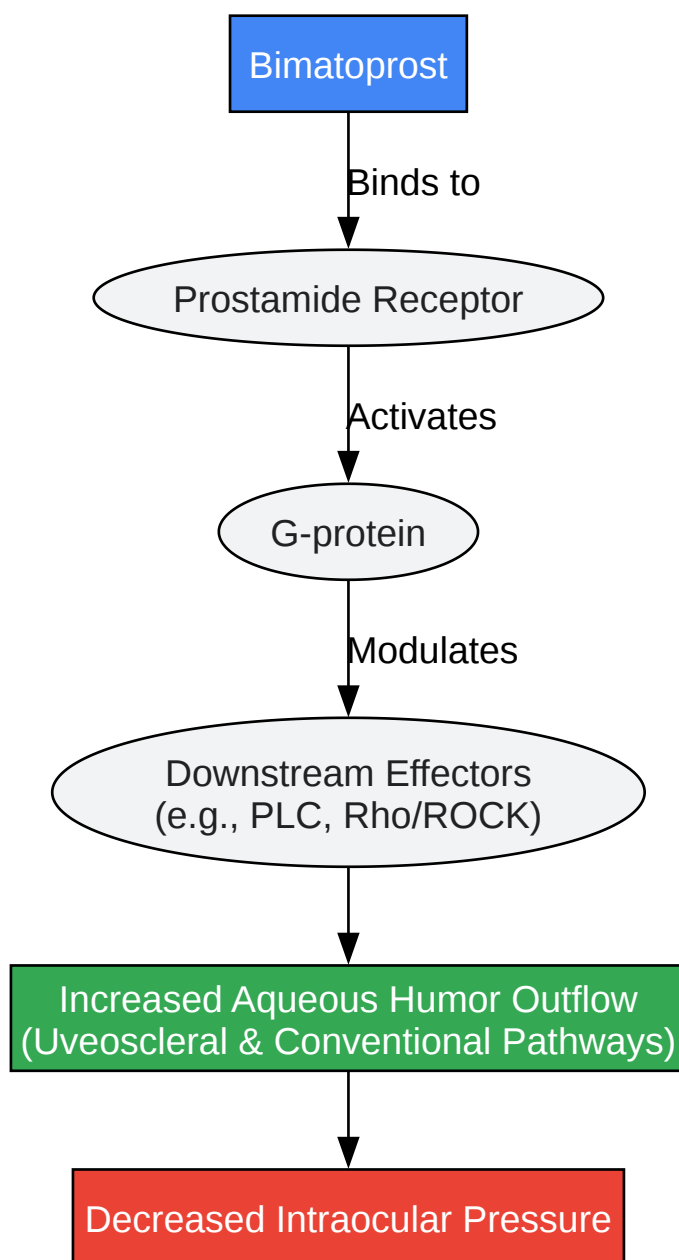 Bimatoprost
Binds to
Prostamide Receptor
Activates
G-protein
Modulates
Downstream Effectors
(e.g., PLC, Rho/ROCK)
Increased Aqueous Humor Outflow
(Uveoscleral & Conventional Pathways)
Decreased Intraocular Pressure